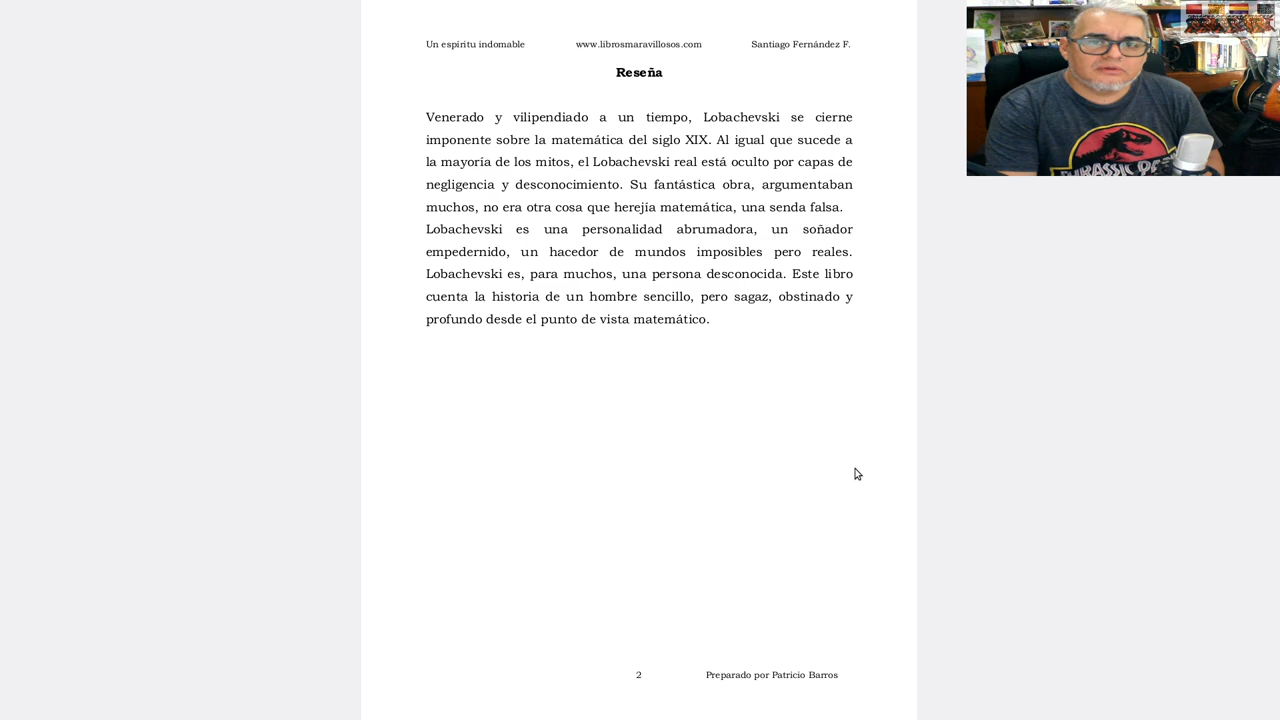 Un espíritu indomable www.librosmaravillosos.com Santiago Fernández F.
Reseña
Venerado y vilipendiado a un tiempo, Lobachevski se cierne
imponente sobre la matemática del siglo XIX. Al igual que sucede a
la mayoría de los mitos, el Lobachevski real está oculto por capas de
negligencia y desconocimiento. Su fantástica obra, argumentaban
muchos, no era otra cosa que herejía matemática, una senda falsa.
Lobachevski es una personalidad abrumadora, un soñador
empedernido, un hacedor de mundos imposibles pero reales.
Lobachevski es, para muchos, una persona desconocida. Este libro
cuenta la historia de un hombre sencillo, pero sagaz, obstinado y
profundo desde el punto de vista matemático.
JURASSIC
2 Preparado por Patricio Barros